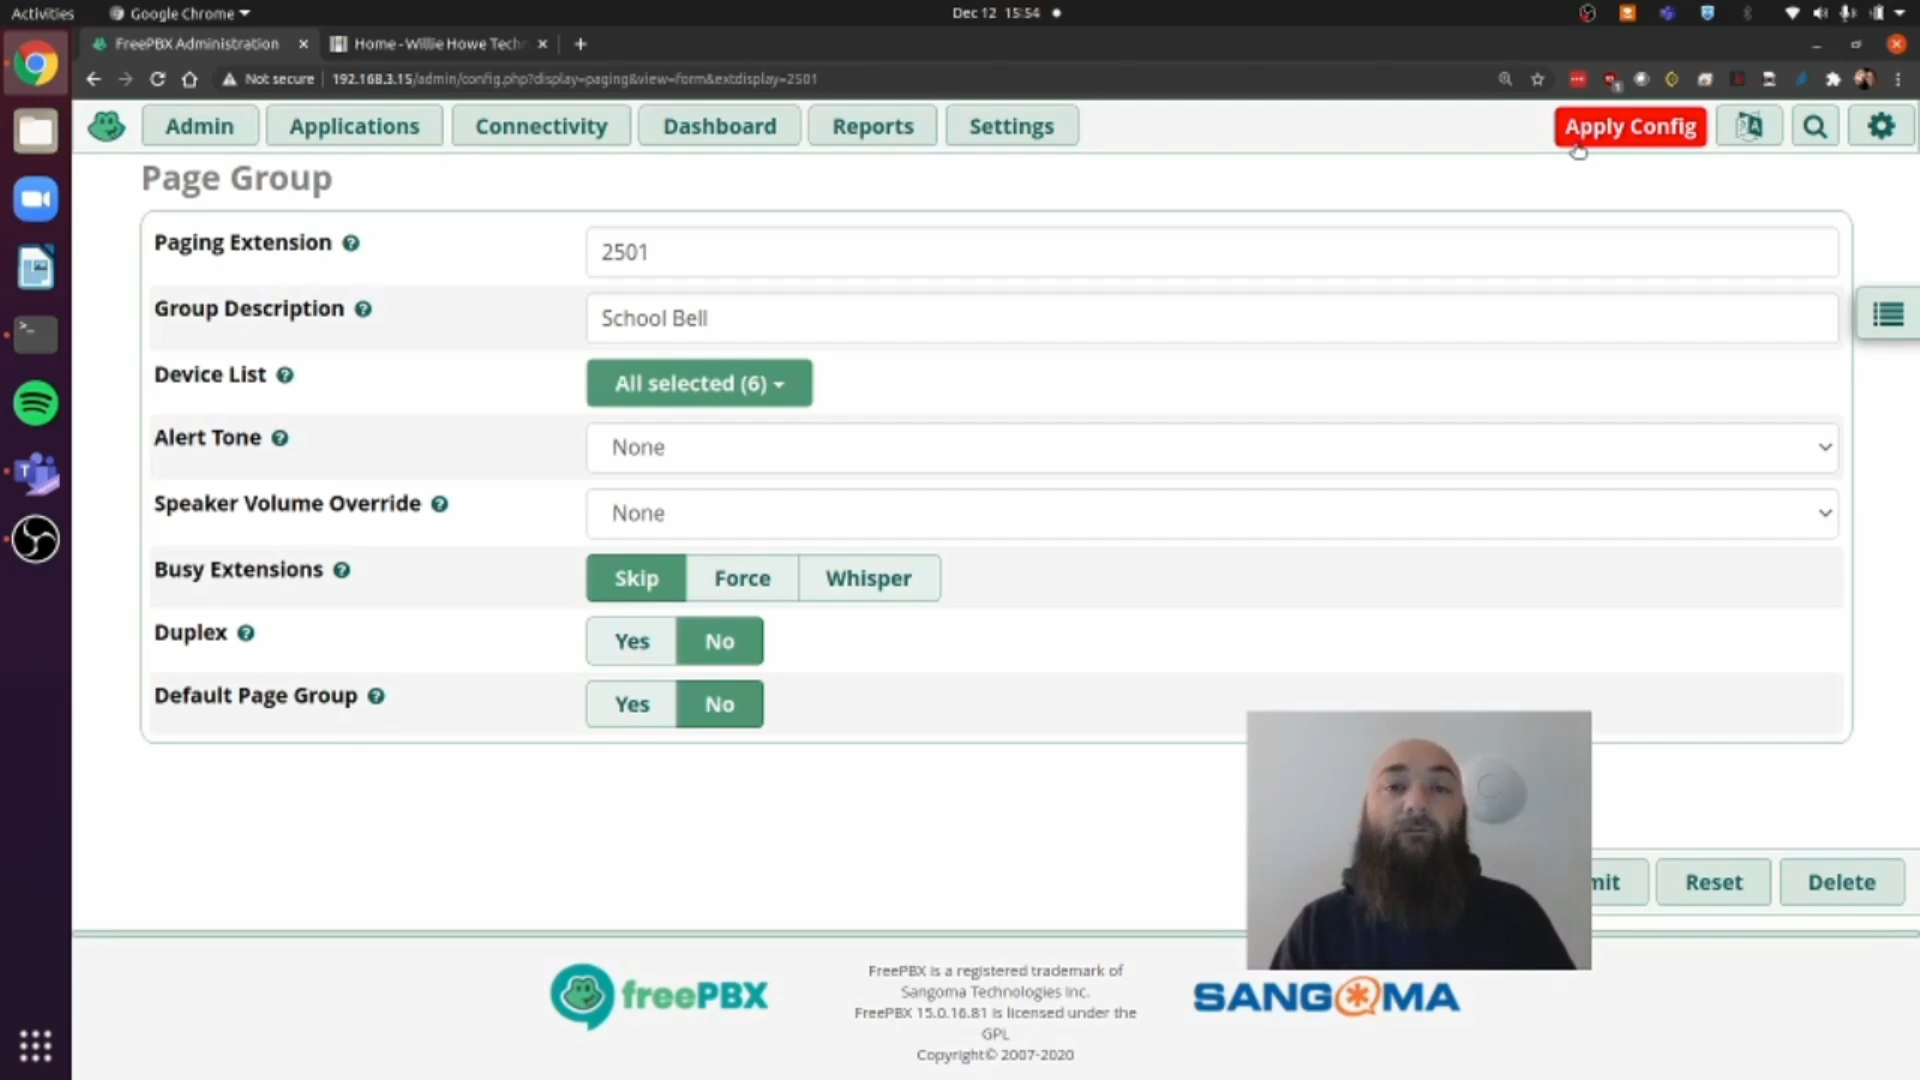 Activities
Google Chrome
Dec 12 15:54
FreePBX Administration
Home - Willie Howe Tech
Not secure
192.168.3.15/admin/config.php?display=paging&view=form&extdisplay=2501
Admin
Applications
Connectivity
Dashboard
Reports
Settings
Apply Config
Page Group
Paging Extension
2501
Group Description
School Bell
Device List
All selected (6)
Alert Tone
None
Speaker Volume Override
None
Busy Extensions
Skip
Force
Whisper
Duplex
Yes
No
Default Page Group
Yes
No
mit
Reset
Delete
freePBX
FreePBX is a registered trademark of
Sangoma Technologies Inc.
FreePBX 15.0.16.81 is licensed under the
GPL
Copyright© 2007-2020
SANGOMA